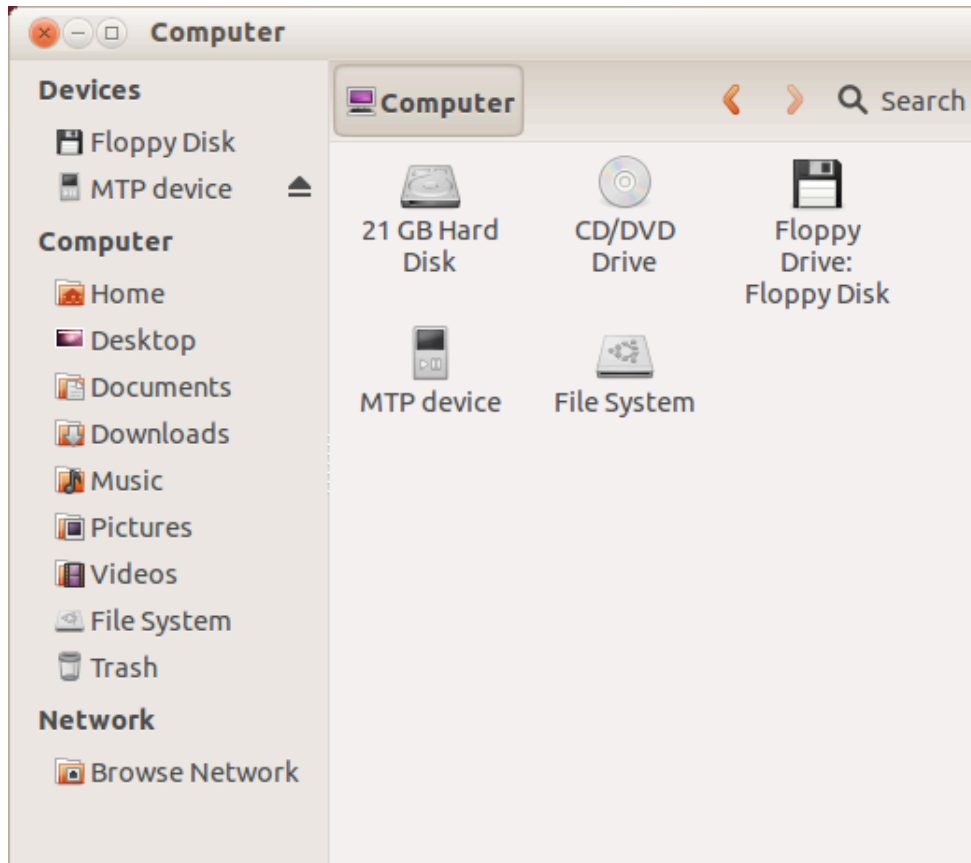 Computer
Devices
Floppy Disk
MTP device
Computer
Home
Desktop
Documents
Downloads
Music
Pictures
Videos
File System
Trash
Network
Browse Network
Computer
Search
21 GB Hard
Disk
CD/DVD
Drive
Floppy
Drive:
Floppy Disk
MTP device
File System